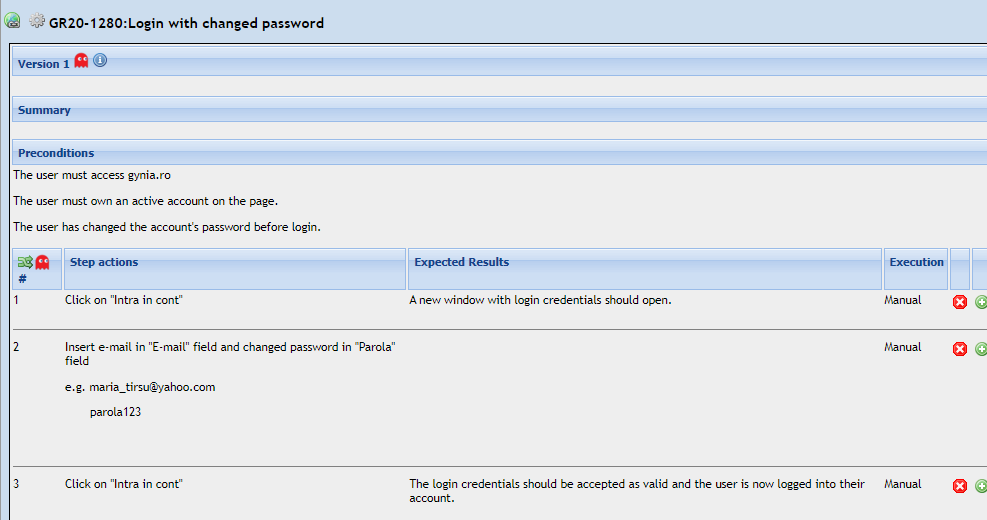 GR20-1280:Login with changed password
Version 1
Summary
Preconditions
The user must access gynia.ro
The user must own an active account on the page.
The user has changed the account's password before login.
# Step actions Expected Results Execution
1 Click on "Intra in cont" A new window with login credentials should open. Manual
2 Insert e-mail in "E-mail" field and changed password in "Parola" Manual
field
e.g. maria_tirsu@yahoo.com
parola123
3 Click on "Intra in cont" The login credentials should be accepted as valid and the user is now logged into their Manual
account.